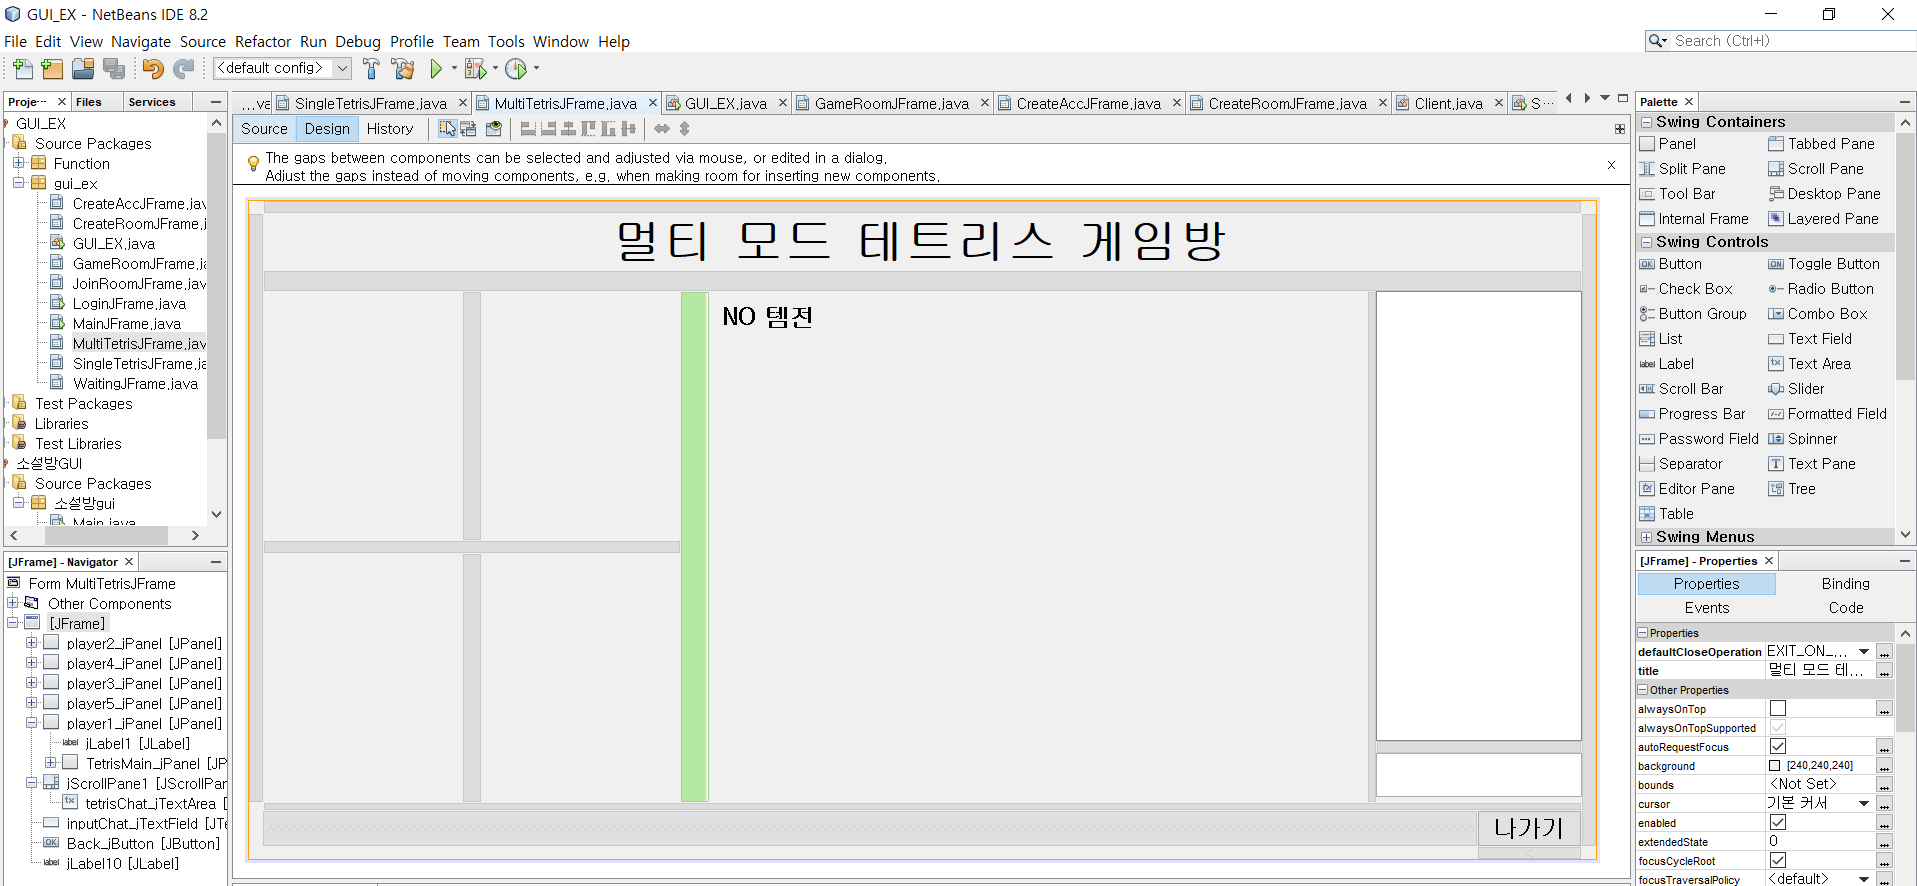 GUI_EX - NetBeans IDE 8.2
File Edit View Navigate Source Refactor Run Debug Profile Team Tools Window Help
Search (Ctrl+I)
<default config>
Proje... Files Services
GUI_EX
Source Packages
Function
gui_ex
CreateAccJFrame.jav
CreateRoomJFrame.
GUI_EX.java
GameRoomJFrame.ja
JoinRoomJFrame.jav
LoginJFrame.java
MainJFrame.java
MultiTetrisJFrame.jav
SingleTetrisJFrame.ja
WaitingJFrame.java
Test Packages
Libraries
Test Libraries
소설방GUI
Source Packages
소설방gui
Main.java
[JFrame] - Navigator
Form MultiTetrisJFrame
Other Components
[JFrame]
player2_jPanel [JPanel]
player4_jPanel [JPanel]
player3_jPanel [JPanel]
player5_jPanel [JPanel]
player1_jPanel [JPanel]
jLabel1 [JLabel]
TetrisMain_jPanel [JP
jScrollPane1 [JScrollPan
tetrisChat_jTextArea [
inputChat_jTextField [JTe
Back_jButton [JButton]
jLabel10 [JLabel]
...va SingleTetrisJFrame.java MultiTetrisJFrame.java GUI_EX.java GameRoomJFrame.java CreateAccJFrame.java CreateRoomJFrame.java Client.java S...
Source Design History
The gaps between components can be selected and adjusted via mouse, or edited in a dialog.
Adjust the gaps instead of moving components, e.g. when making room for inserting new components.
멀티 모드 테트리스 게임방
NO 템전
나가기
Palette
Swing Containers
Panel Tabbed Pane
Split Pane Scroll Pane
Tool Bar Desktop Pane
Internal Frame Layered Pane
Swing Controls
Button Toggle Button
Check Box Radio Button
Button Group Combo Box
List Text Field
Label Text Area
Scroll Bar Slider
Progress Bar Formatted Field
Password Field Spinner
Separator Text Pane
Editor Pane Tree
Table
Swing Menus
[JFrame] - Properties
Properties Binding
Events Code
Properties
defaultCloseOperation EXIT_ON_...
title 멀티 모드 테...
Other Properties
alwaysOnTop
alwaysOnTopSupported
autoRequestFocus
background [240,240,240]
bounds <Not Set>
cursor 기본 커서
enabled
extendedState 0
focusCycleRoot
focusTraversalPolicy <default>